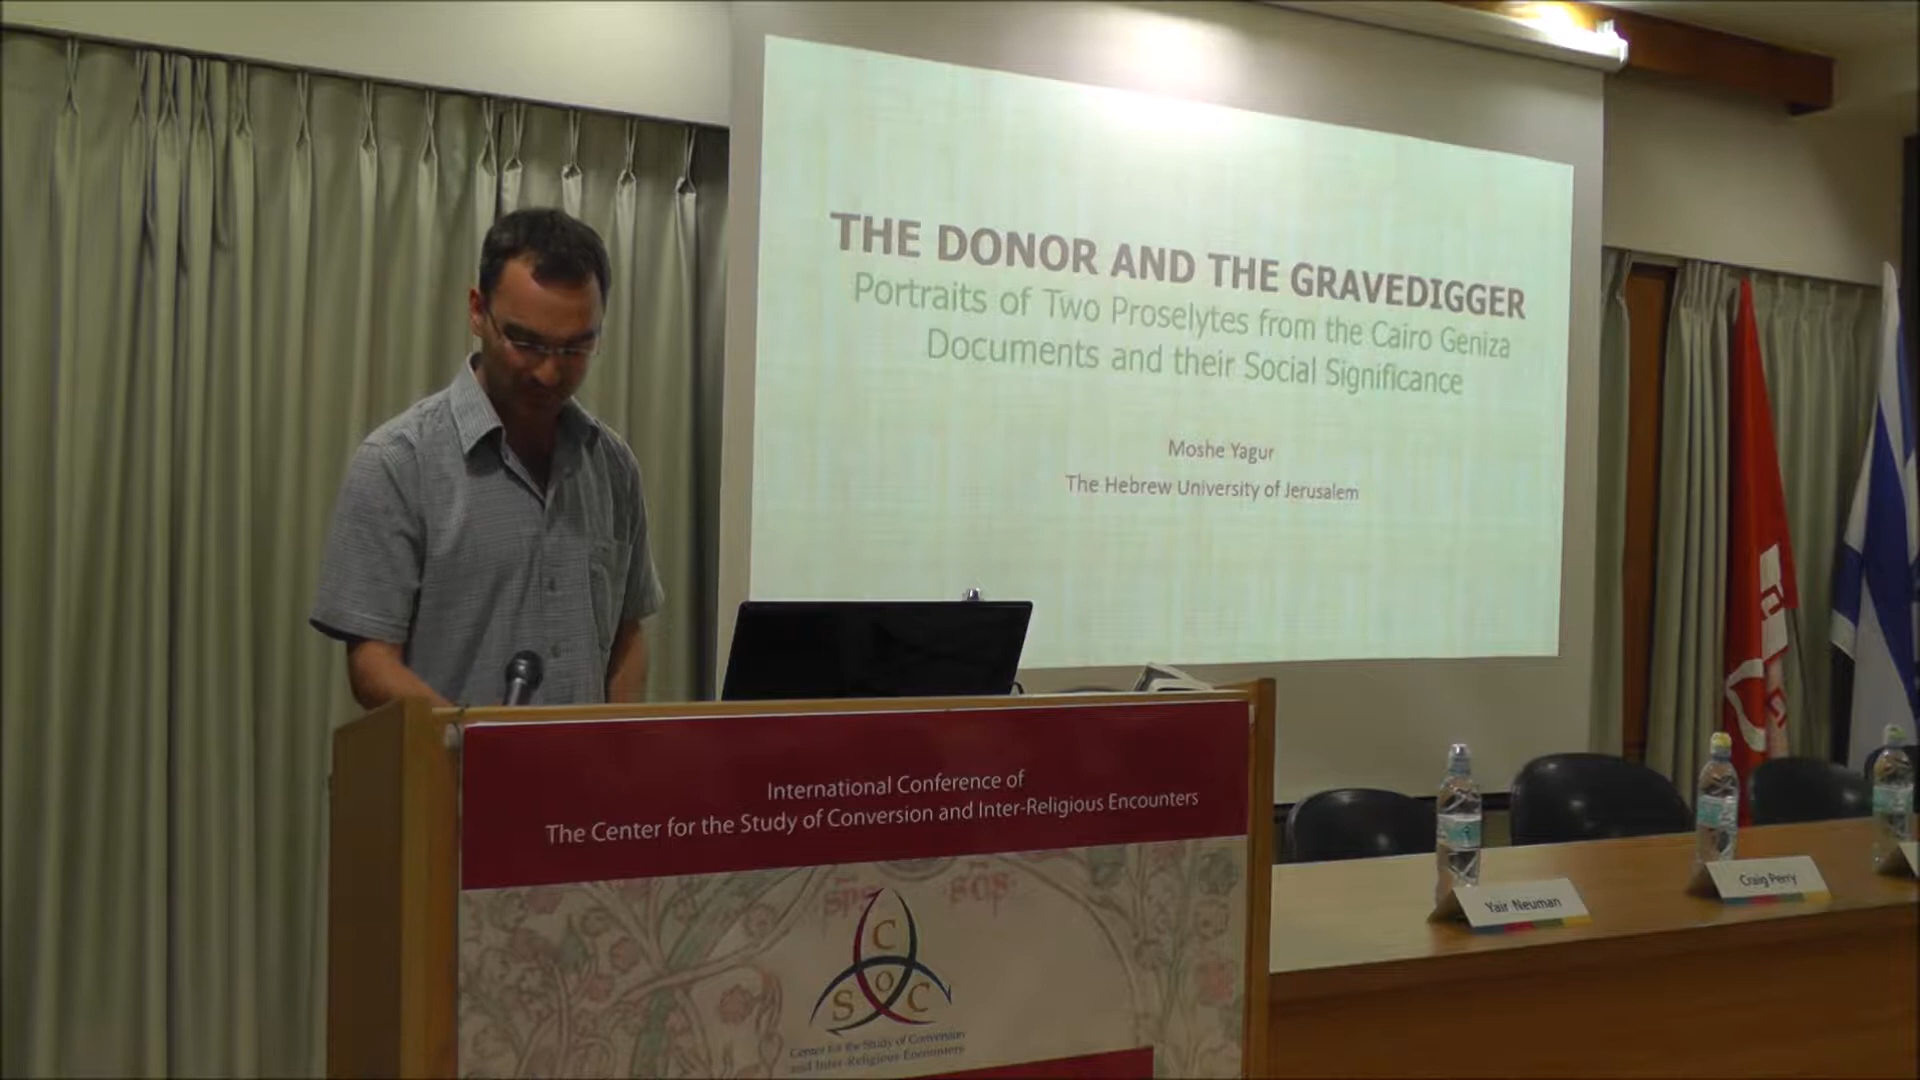 THE DONOR AND THE GRAVEDIGGER
Portraits of Two Proselytes from the Cairo Geniza
Documents and their Social Significance
Moshe Yagur
The Hebrew University of Jerusalem
International Conference of
The Center for the Study of Conversion and Inter-Religious Encounters
C
S O C
Center for the Study of Conversion
and Inter-Religious Encounters
Yair Neuman
Craig Perry